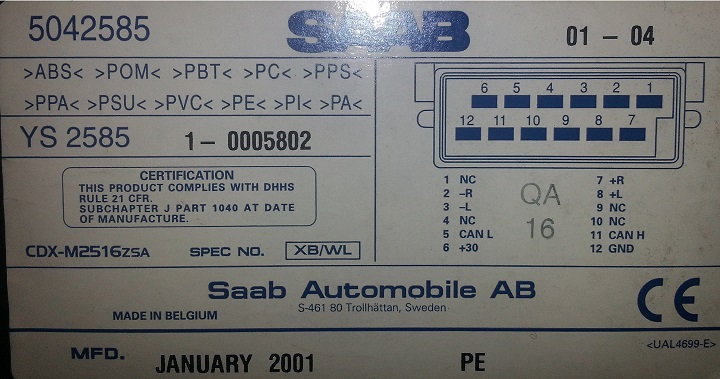 5042585
SAAB
01 - 04
>ABS< >POM< >PBT< >PC< >PPS<
>PPA< >PSU< >PVC< >PE< >PI< >PA<
YS 2585
1- 0005802
6 5 4 3 2 1
12 11 10 9 8 7
CERTIFICATION
THIS PRODUCT COMPLIES WITH DHHS
RULE 21 CFR.
SUBCHAPTER J PART 1040 AT DATE
OF MANUFACTURE.
1 NC
2 -R
3 -L
4 NC
5 CAN L
6 +30
QA
16
7 +R
8 +L
9 NC
10 NC
11 CAN H
12 GND
CDX-M2516ZSA SPEC NO. XB/WL
Saab Automobile AB
S-461 80 Trollhättan, Sweden
MADE IN BELGIUM
CE
<UAL4699-E>
MFD. JANUARY 2001 PE